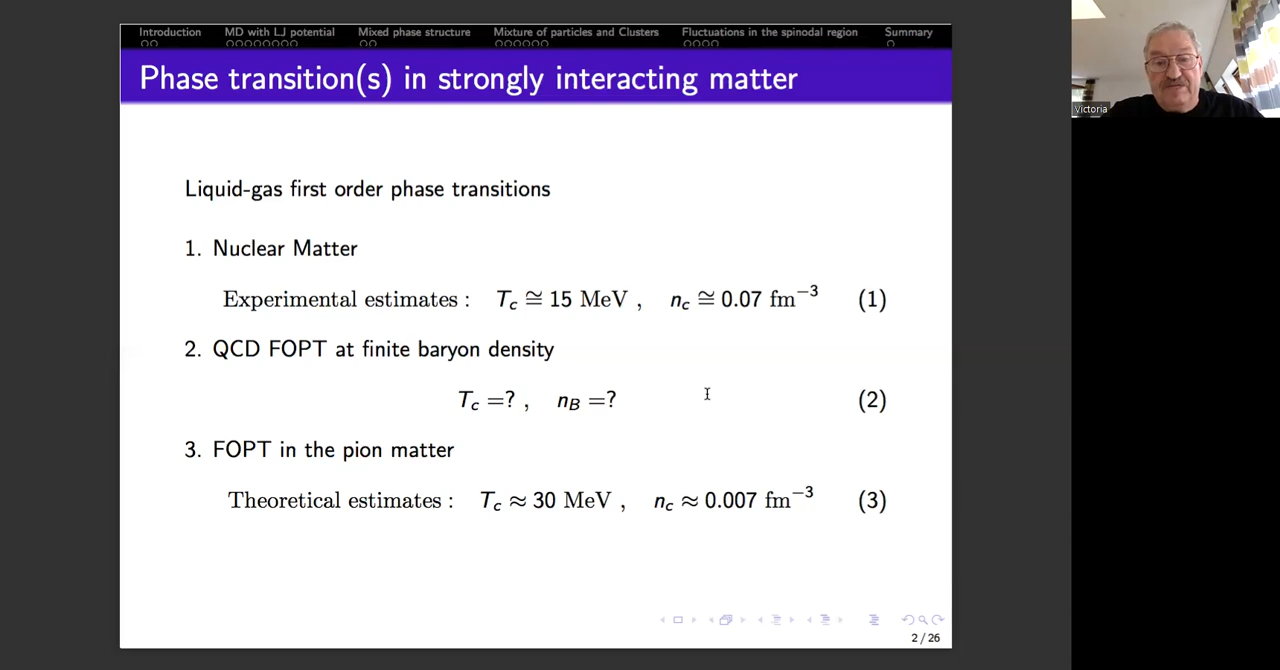 Introduction MD with LJ potential Mixed phase structure Mixture of particles and Clusters Fluctuations in the spinodal region Summary
Phase transition(s) in strongly interacting matter
Victoria
Liquid-gas first order phase transitions
1. Nuclear Matter
Experimental estimates : T_c ≅ 15 MeV , n_c ≅ 0.07 fm⁻³ (1)
2. QCD FOPT at finite baryon density
T_c =? , n_B =? (2)
3. FOPT in the pion matter
Theoretical estimates : T_c ≈ 30 MeV , n_c ≈ 0.007 fm⁻³ (3)
2 / 26